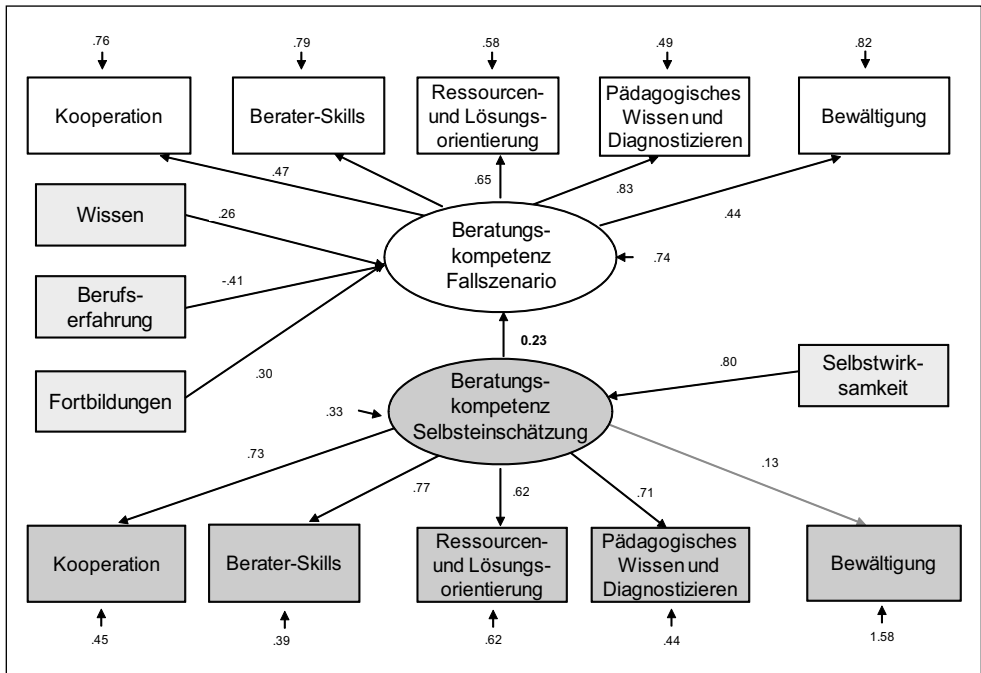 .76
.79
.58
.49
.82
Kooperation
Berater-Skills
Ressourcen-
und Lösungs-
orientierung
Pädagogisches
Wissen und
Diagnostizieren
Bewältigung
.47
.65
.83
.44
Wissen
.26
Beratungs-
kompetenz
Fallszenario
.74
Berufs-
erfahrung
-.41
0.23
Fortbildungen
.30
.80
Selbstwirk-
samkeit
Beratungs-
kompetenz
Selbsteinschätzung
.33
.73
.77
.62
.71
.13
Kooperation
Berater-Skills
Ressourcen-
und Lösungs-
orientierung
Pädagogisches
Wissen und
Diagnostizieren
Bewältigung
.45
.39
.62
.44
1.58